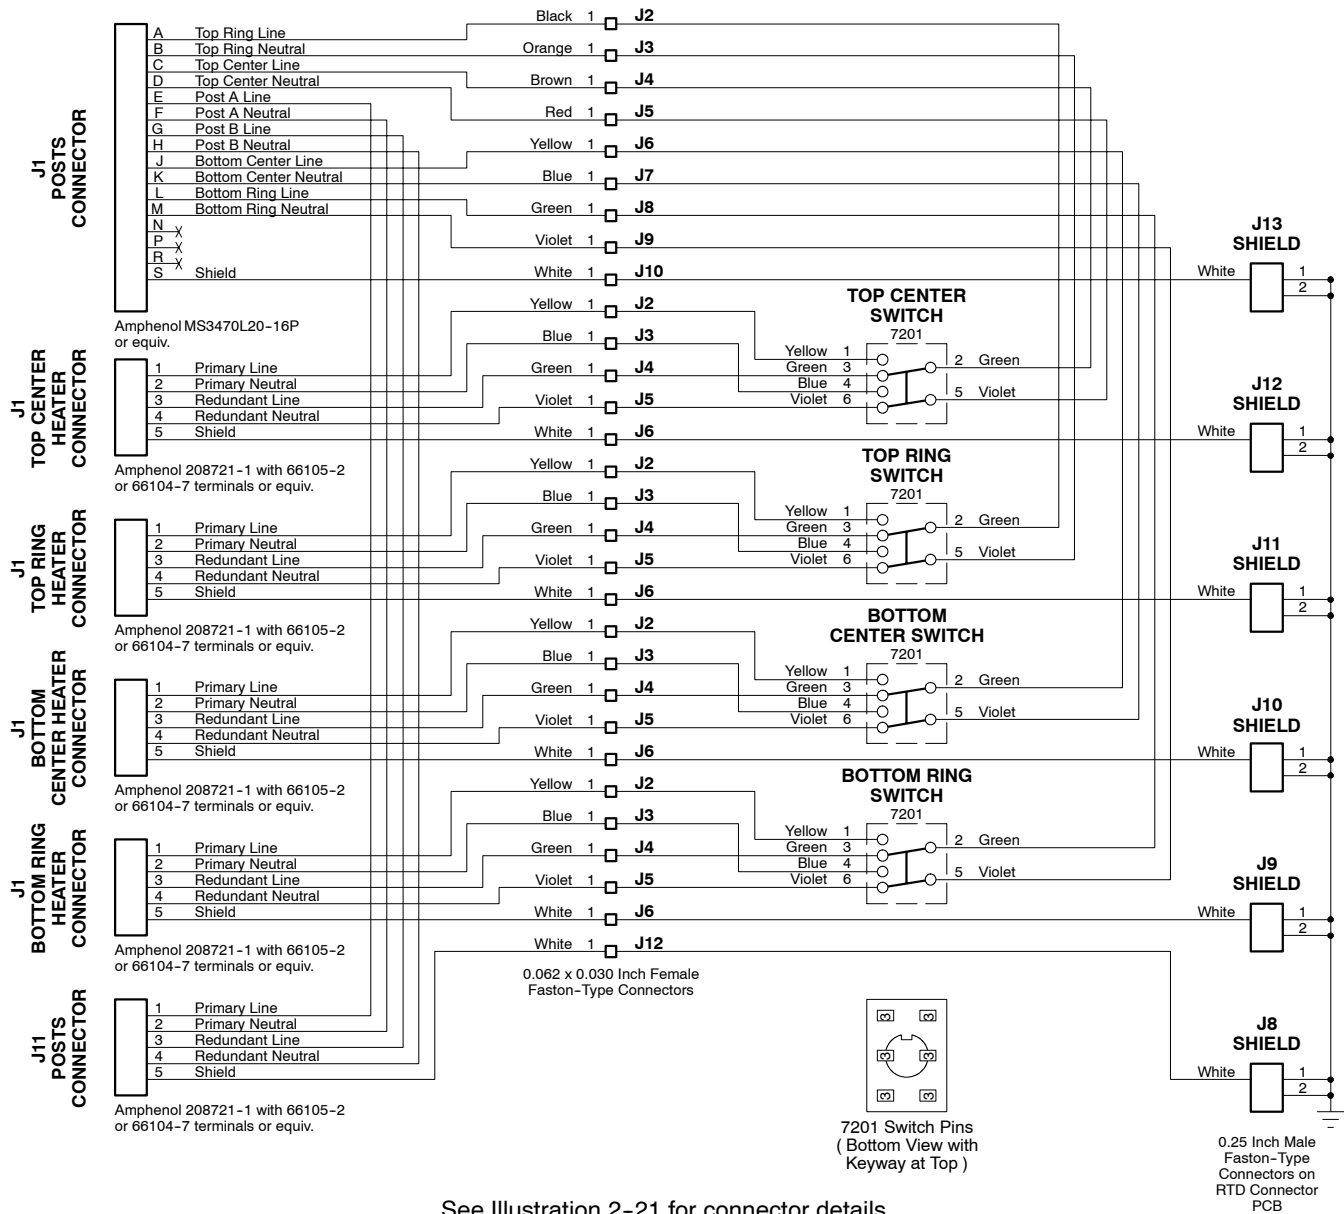 J1
POSTS
CONNECTOR
A Top Ring Line
B Top Ring Neutral
C Top Center Line
D Top Center Neutral
E Post A Line
F Post A Neutral
G Post B Line
H Post B Neutral
J Bottom Center Line
K Bottom Center Neutral
L Bottom Ring Line
M Bottom Ring Neutral
N
P
R
S Shield
Amphenol MS3470L20-16P
or equiv.
Black 1 J2
Orange 1 J3
Brown 1 J4
Red 1 J5
Yellow 1 J6
Blue 1 J7
Green 1 J8
Violet 1 J9
White 1 J10
J13
SHIELD
White 1
2
J1
TOP CENTER
HEATER
CONNECTOR
1 Primary Line
2 Primary Neutral
3 Redundant Line
4 Redundant Neutral
5 Shield
Amphenol 208721-1 with 66105-2
or 66104-7 terminals or equiv.
Yellow 1 J2
Blue 1 J3
Green 1 J4
Violet 1 J5
White 1 J6
TOP CENTER
SWITCH
7201
Yellow 1
Green 3
Blue 4
Violet 6
2 Green
5 Violet
J12
SHIELD
White 1
2
J1
TOP RING
HEATER
CONNECTOR
1 Primary Line
2 Primary Neutral
3 Redundant Line
4 Redundant Neutral
5 Shield
Amphenol 208721-1 with 66105-2
or 66104-7 terminals or equiv.
Yellow 1 J2
Blue 1 J3
Green 1 J4
Violet 1 J5
White 1 J6
TOP RING
SWITCH
7201
Yellow 1
Green 3
Blue 4
Violet 6
2 Green
5 Violet
J11
SHIELD
White 1
2
J1
BOTTOM
CENTER HEATER
CONNECTOR
1 Primary Line
2 Primary Neutral
3 Redundant Line
4 Redundant Neutral
5 Shield
Amphenol 208721-1 with 66105-2
or 66104-7 terminals or equiv.
Yellow 1 J2
Blue 1 J3
Green 1 J4
Violet 1 J5
White 1 J6
BOTTOM
CENTER SWITCH
7201
Yellow 1
Green 3
Blue 4
Violet 6
2 Green
5 Violet
J10
SHIELD
White 1
2
J1
BOTTOM RING
HEATER
CONNECTOR
1 Primary Line
2 Primary Neutral
3 Redundant Line
4 Redundant Neutral
5 Shield
Amphenol 208721-1 with 66105-2
or 66104-7 terminals or equiv.
Yellow 1 J2
Blue 1 J3
Green 1 J4
Violet 1 J5
White 1 J6
BOTTOM RING
SWITCH
7201
Yellow 1
Green 3
Blue 4
Violet 6
2 Green
5 Violet
J9
SHIELD
White 1
2
White 1 J12
0.062 x 0.030 Inch Female
Faston-Type Connectors
J11
POSTS
CONNECTOR
1 Primary Line
2 Primary Neutral
3 Redundant Line
4 Redundant Neutral
5 Shield
Amphenol 208721-1 with 66105-2
or 66104-7 terminals or equiv.
3 3
3 3
3 3
7201 Switch Pins
( Bottom View with
Keyway at Top )
J8
SHIELD
White 1
2
0.25 Inch Male
Faston-Type
Connectors on
RTD Connector
PCB
See Illustration 2-21 for connector details